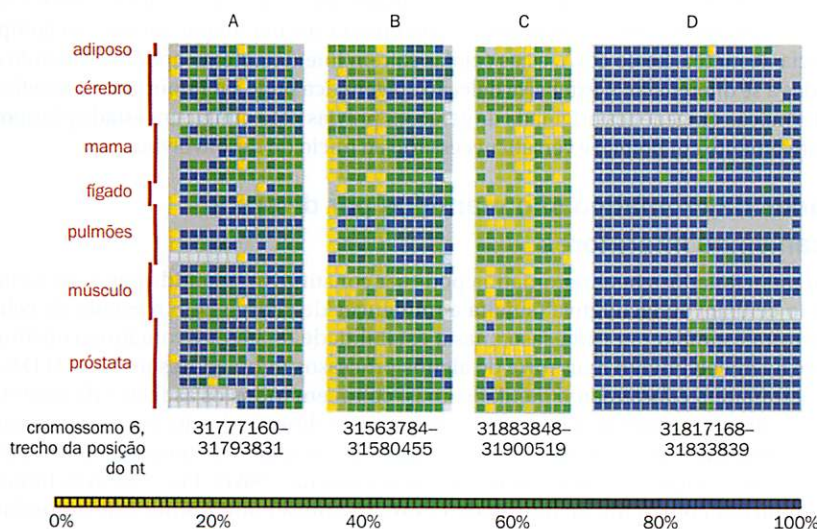 A B C D
adiposo
cérebro
mama
fígado
pulmões
músculo
próstata
cromossomo 6,
trecho da posição
do nt
31777160–
31793831
31563784–
31580455
31883848–
31900519
31817168–
31833839
0% 20% 40% 60% 80% 100%